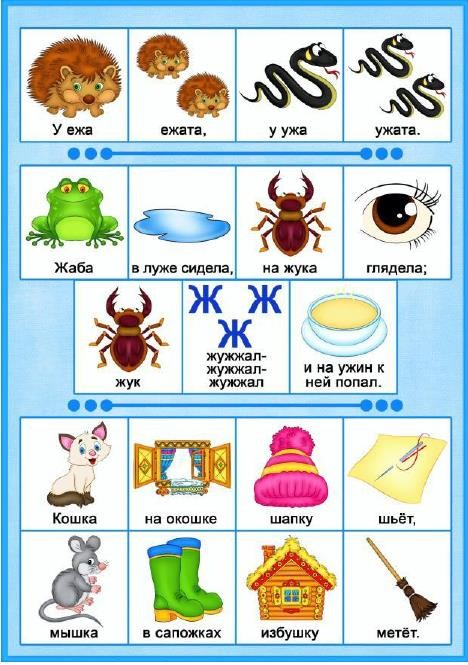 У ежа
ежата,
у ужа
ужата.
Жаба
в луже сидела,
на жука
глядела;
жук
Ж Ж
Ж
жужжал-
жужжал-
жужжал
и на ужин к
ней попал.
Кошка
на окошке
шапку
шьёт,
мышка
в сапожках
избушку
метёт.